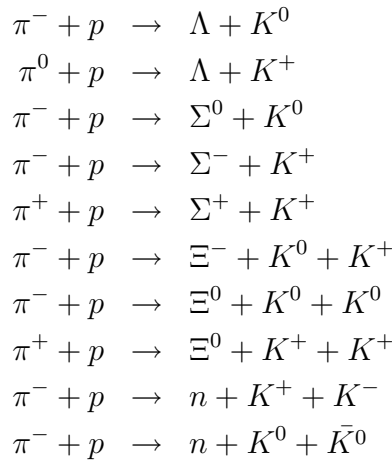 π⁻ + p → Λ + K⁰
π⁰ + p → Λ + K⁺
π⁻ + p → Σ⁰ + K⁰
π⁻ + p → Σ⁻ + K⁺
π⁺ + p → Σ⁺ + K⁺
π⁻ + p → Ξ⁻ + K⁰ + K⁺
π⁻ + p → Ξ⁰ + K⁰ + K⁰
π⁺ + p → Ξ⁰ + K⁺ + K⁺
π⁻ + p → n + K⁺ + K⁻
π⁻ + p → n + K⁰ + K̄⁰